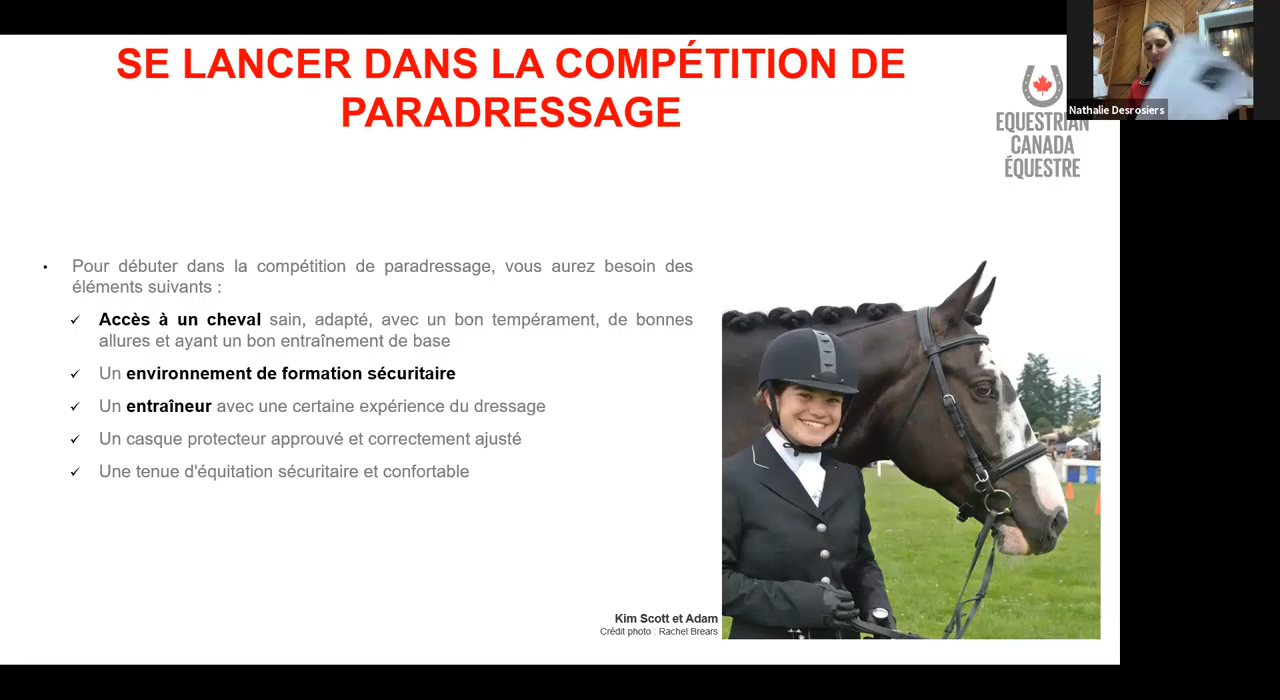 SE LANCER DANS LA COMPÉTITION DE
PARADRESSAGE
EQUESTRIAN
CANADA
ÉQUESTRE
Nathalie Desrosiers
• Pour débuter dans la compétition de paradressage, vous aurez besoin des
éléments suivants :
✓ Accès à un cheval sain, adapté, avec un bon tempérament, de bonnes
allures et ayant un bon entraînement de base
✓ Un environnement de formation sécuritaire
✓ Un entraîneur avec une certaine expérience du dressage
✓ Un casque protecteur approuvé et correctement ajusté
✓ Une tenue d'équitation sécuritaire et confortable
Kim Scott et Adam
Crédit photo : Rachel Brears